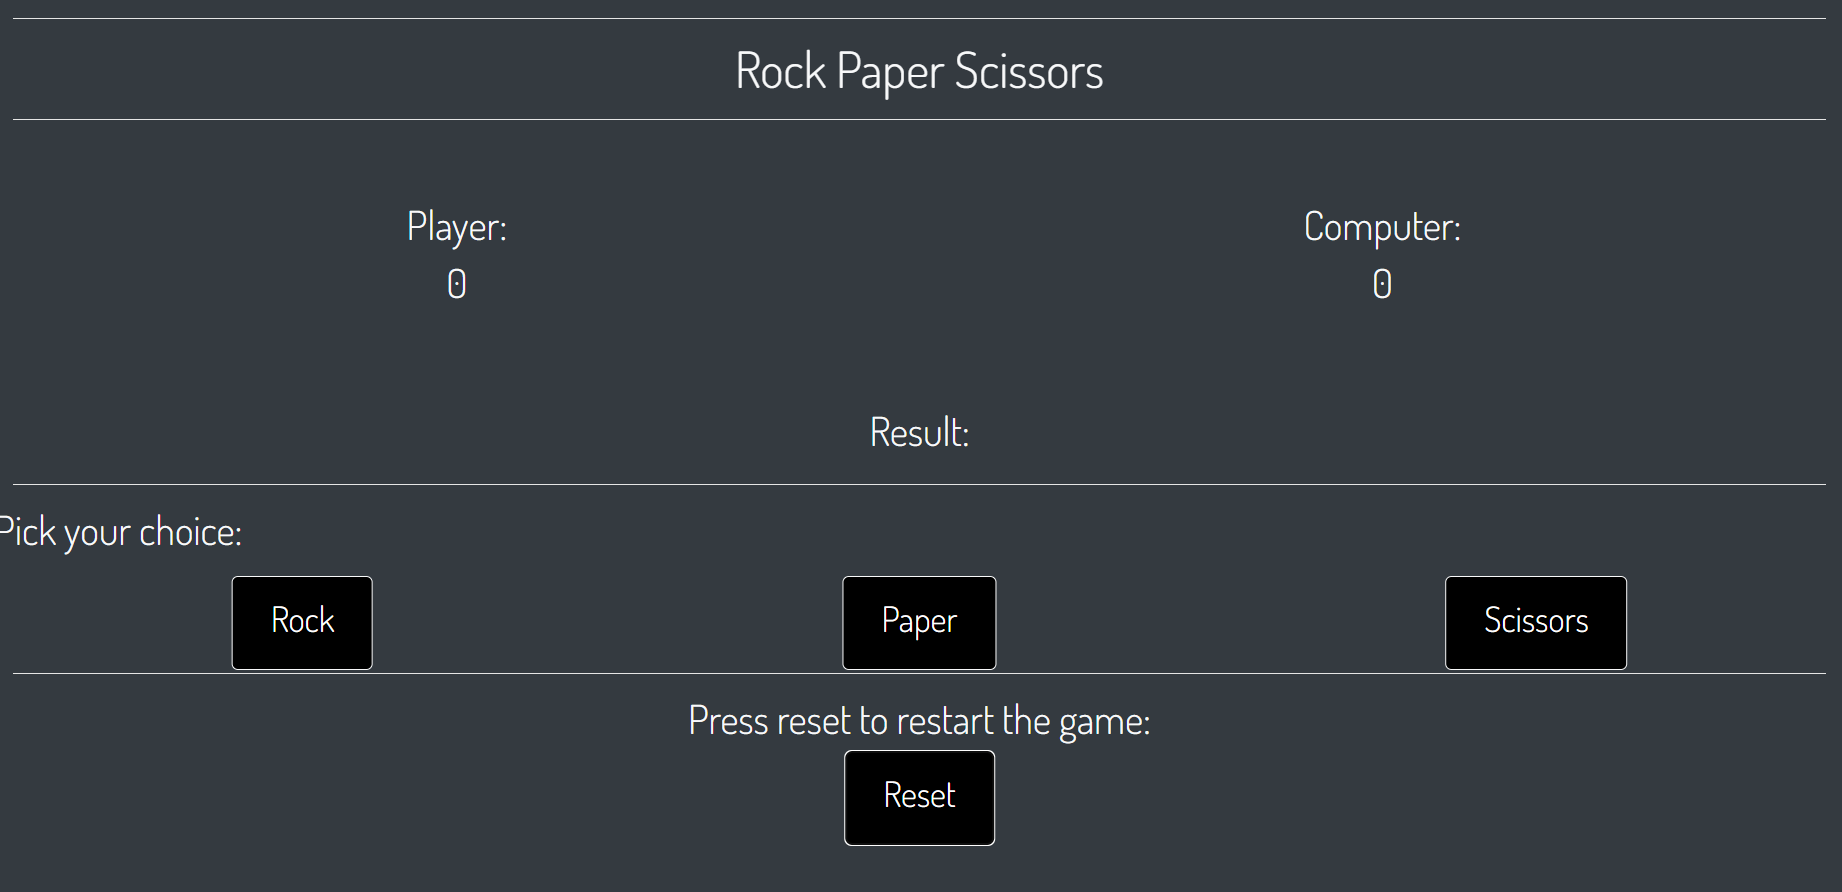 Rock Paper Scissors
Player:
0
Computer:
0
Result:
Pick your choice:
Rock
Paper
Scissors
Press reset to restart the game:
Reset